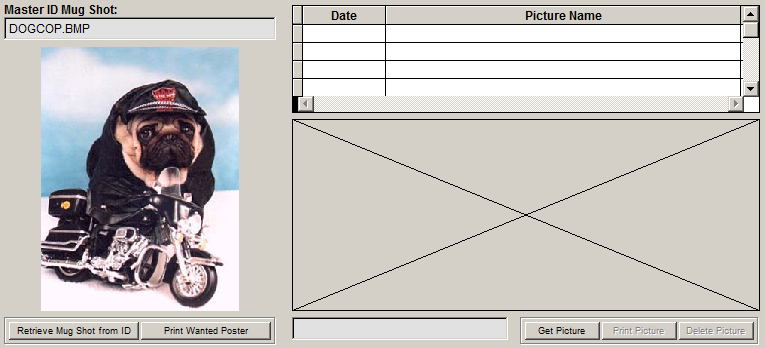 Master ID Mug Shot:
DOGCOP.BMP
Date Picture Name
Retrieve Mug Shot from ID Print Wanted Poster
Get Picture Print Picture Delete Picture